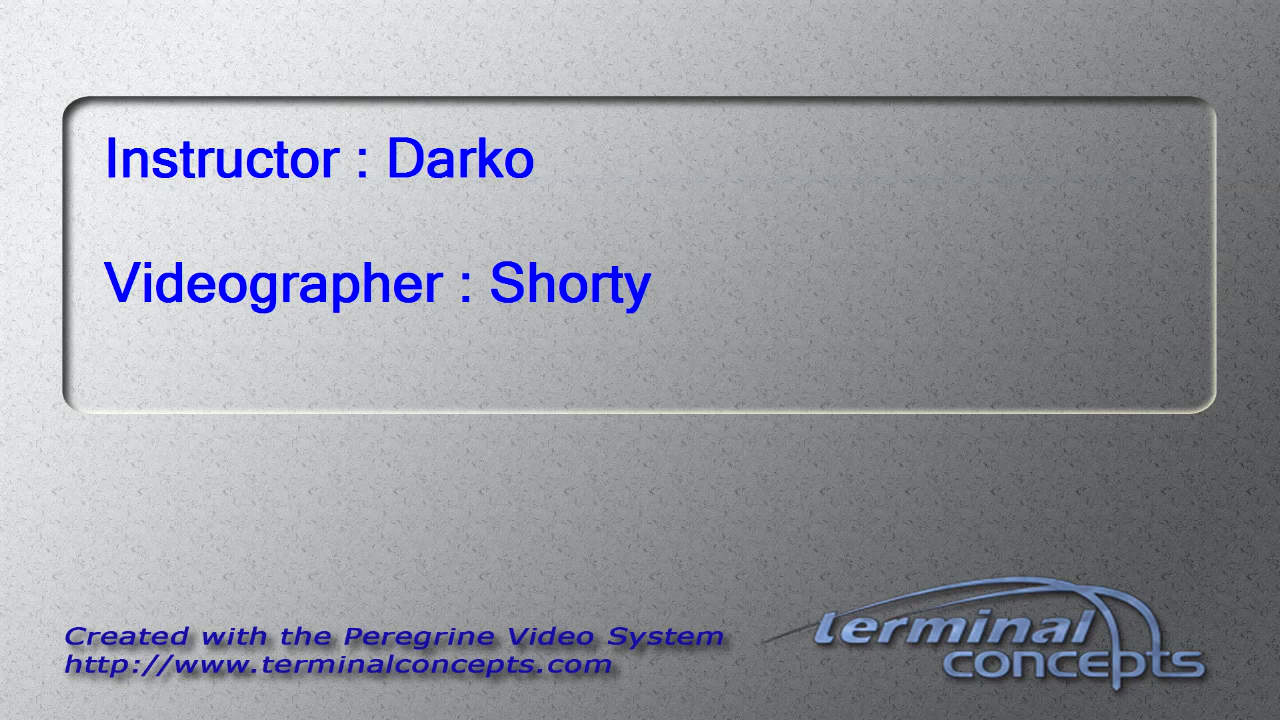 Instructor : Darko
Videographer : Shorty
Created with the Peregrine Video System
http://www.terminalconcepts.com
terminal
concepts